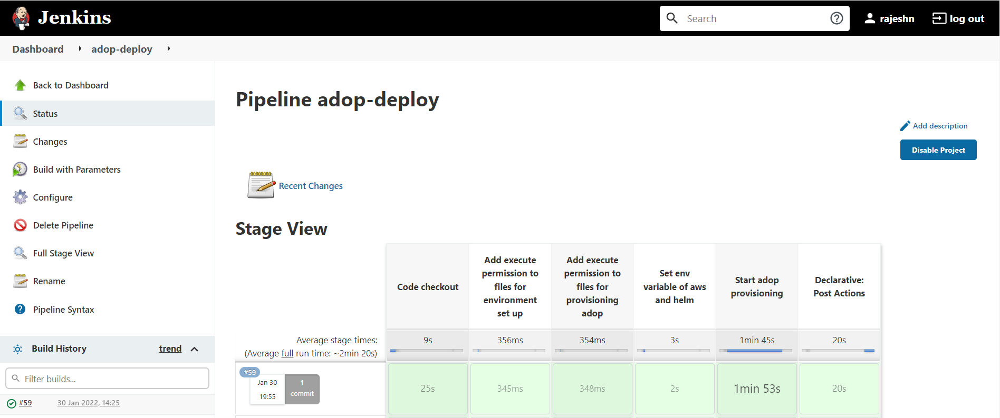 Jenkins
Search
rajeshn
log out
Dashboard
adop-deploy
Back to Dashboard
Status
Changes
Build with Parameters
Configure
Delete Pipeline
Full Stage View
Rename
Pipeline Syntax
Build History
trend
Filter builds...
#59
30 Jan 2022, 14:25
Pipeline adop-deploy
Add description
Disable Project
Recent Changes
Stage View
Code checkout
Add execute
permission to
files for
environment
set up
Add execute
permission to
files for
provisioning
adop
Set env
variable of aws
and helm
Start adop
provisioning
Declarative:
Post Actions
Average stage times:
(Average full run time: ~2min 20s)
9s
356ms
354ms
3s
1min 45s
20s
#59
Jan 30
19:55
1
commit
25s
345ms
348ms
2s
1min 53s
20s